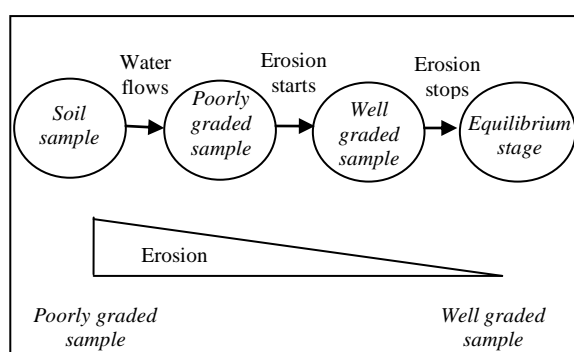 Water
flows
Erosion
starts
Erosion
stops
Soil
sample
Poorly
graded
sample
Well
graded
sample
Equilibrium
stage
Erosion
Poorly graded
sample
Well graded
sample